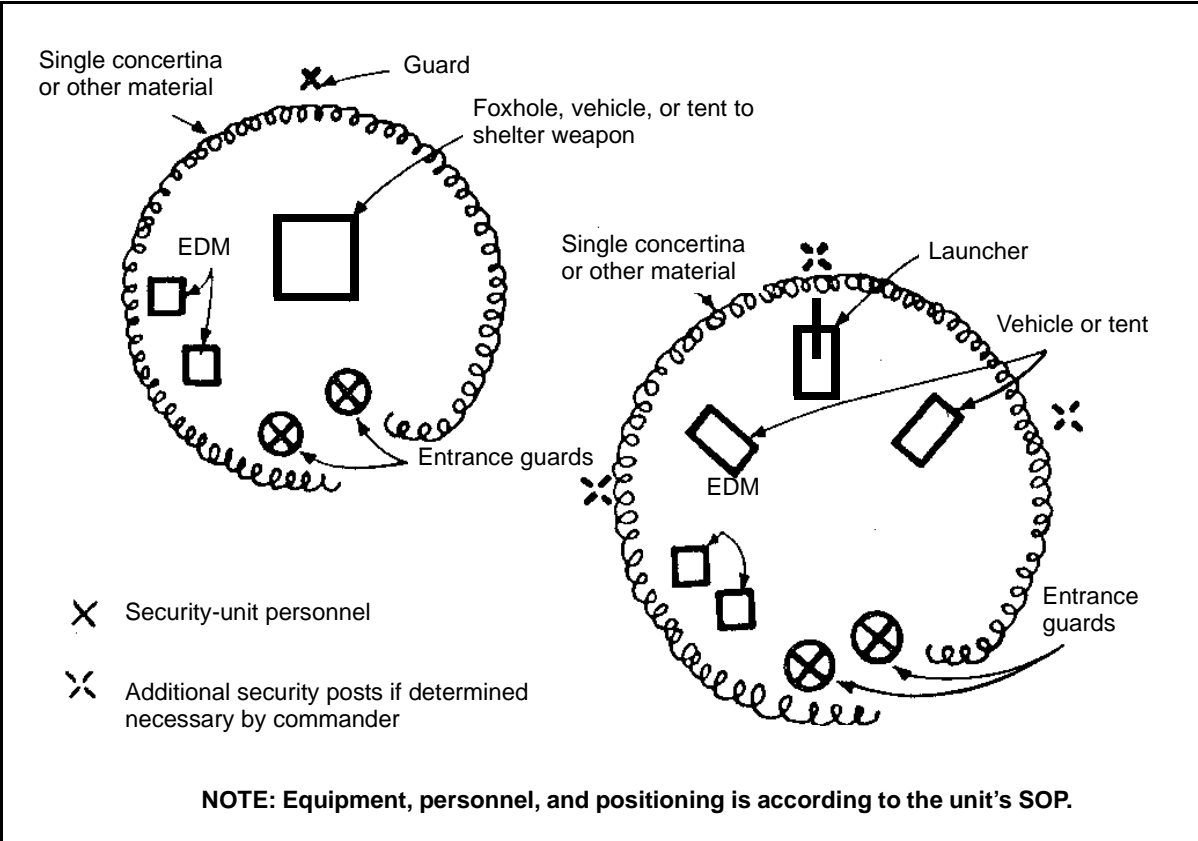 Single concertina
or other material
Guard
Foxhole, vehicle, or tent to
shelter weapon
EDM
Entrance guards
Single concertina
or other material
Launcher
Vehicle or tent
EDM
Entrance
guards
Security-unit personnel
Additional security posts if determined
necessary by commander
NOTE: Equipment, personnel, and positioning is according to the unit’s SOP.